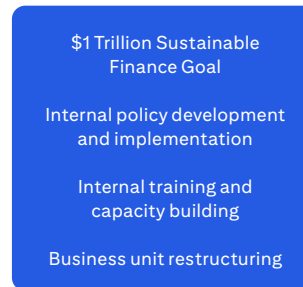 $1 Trillion Sustainable
Finance Goal
Internal policy development
and implementation
Internal training and
capacity building
Business unit restructuring